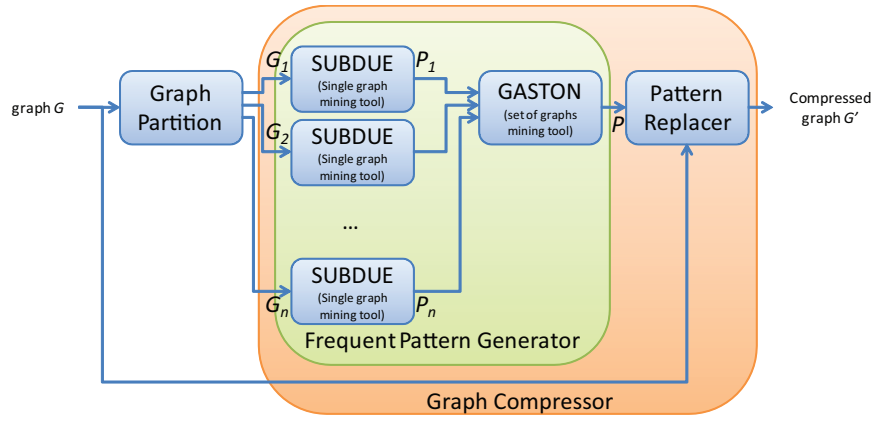 graph G
Graph
Partition
G1
G2
Gn
SUBDUE
(Single graph
mining tool)
P1
SUBDUE
(Single graph
mining tool)
...
SUBDUE
(Single graph
mining tool)
Pn
GASTON
(set of graphs
mining tool)
P
Pattern
Replacer
Compressed
graph G'
Frequent Pattern Generator
Graph Compressor